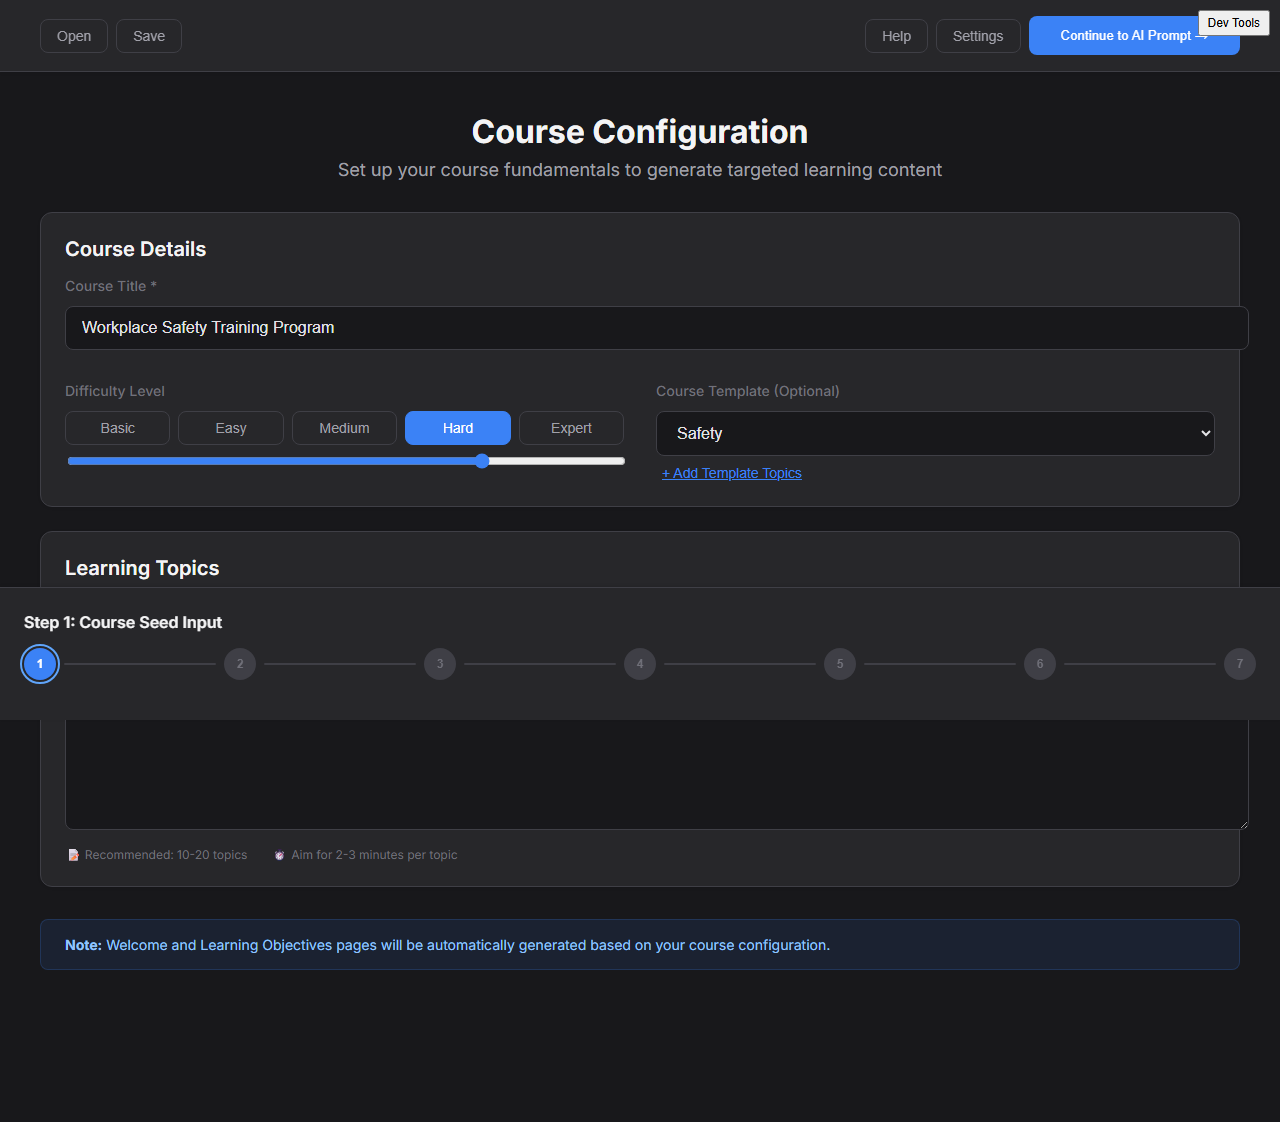 Open Save Help Settings Continue to AI Prompt → Dev Tools
Course Configuration
Set up your course fundamentals to generate targeted learning content
Course Details
Course Title *
Workplace Safety Training Program
Difficulty Level
Basic Easy Medium Hard Expert
Course Template (Optional)
Safety
+ Add Template Topics
Learning Topics
Step 1: Course Seed Input
1 2 3 4 5 6 7
📝 Recommended: 10-20 topics ⏰ Aim for 2-3 minutes per topic
Note: Welcome and Learning Objectives pages will be automatically generated based on your course configuration.